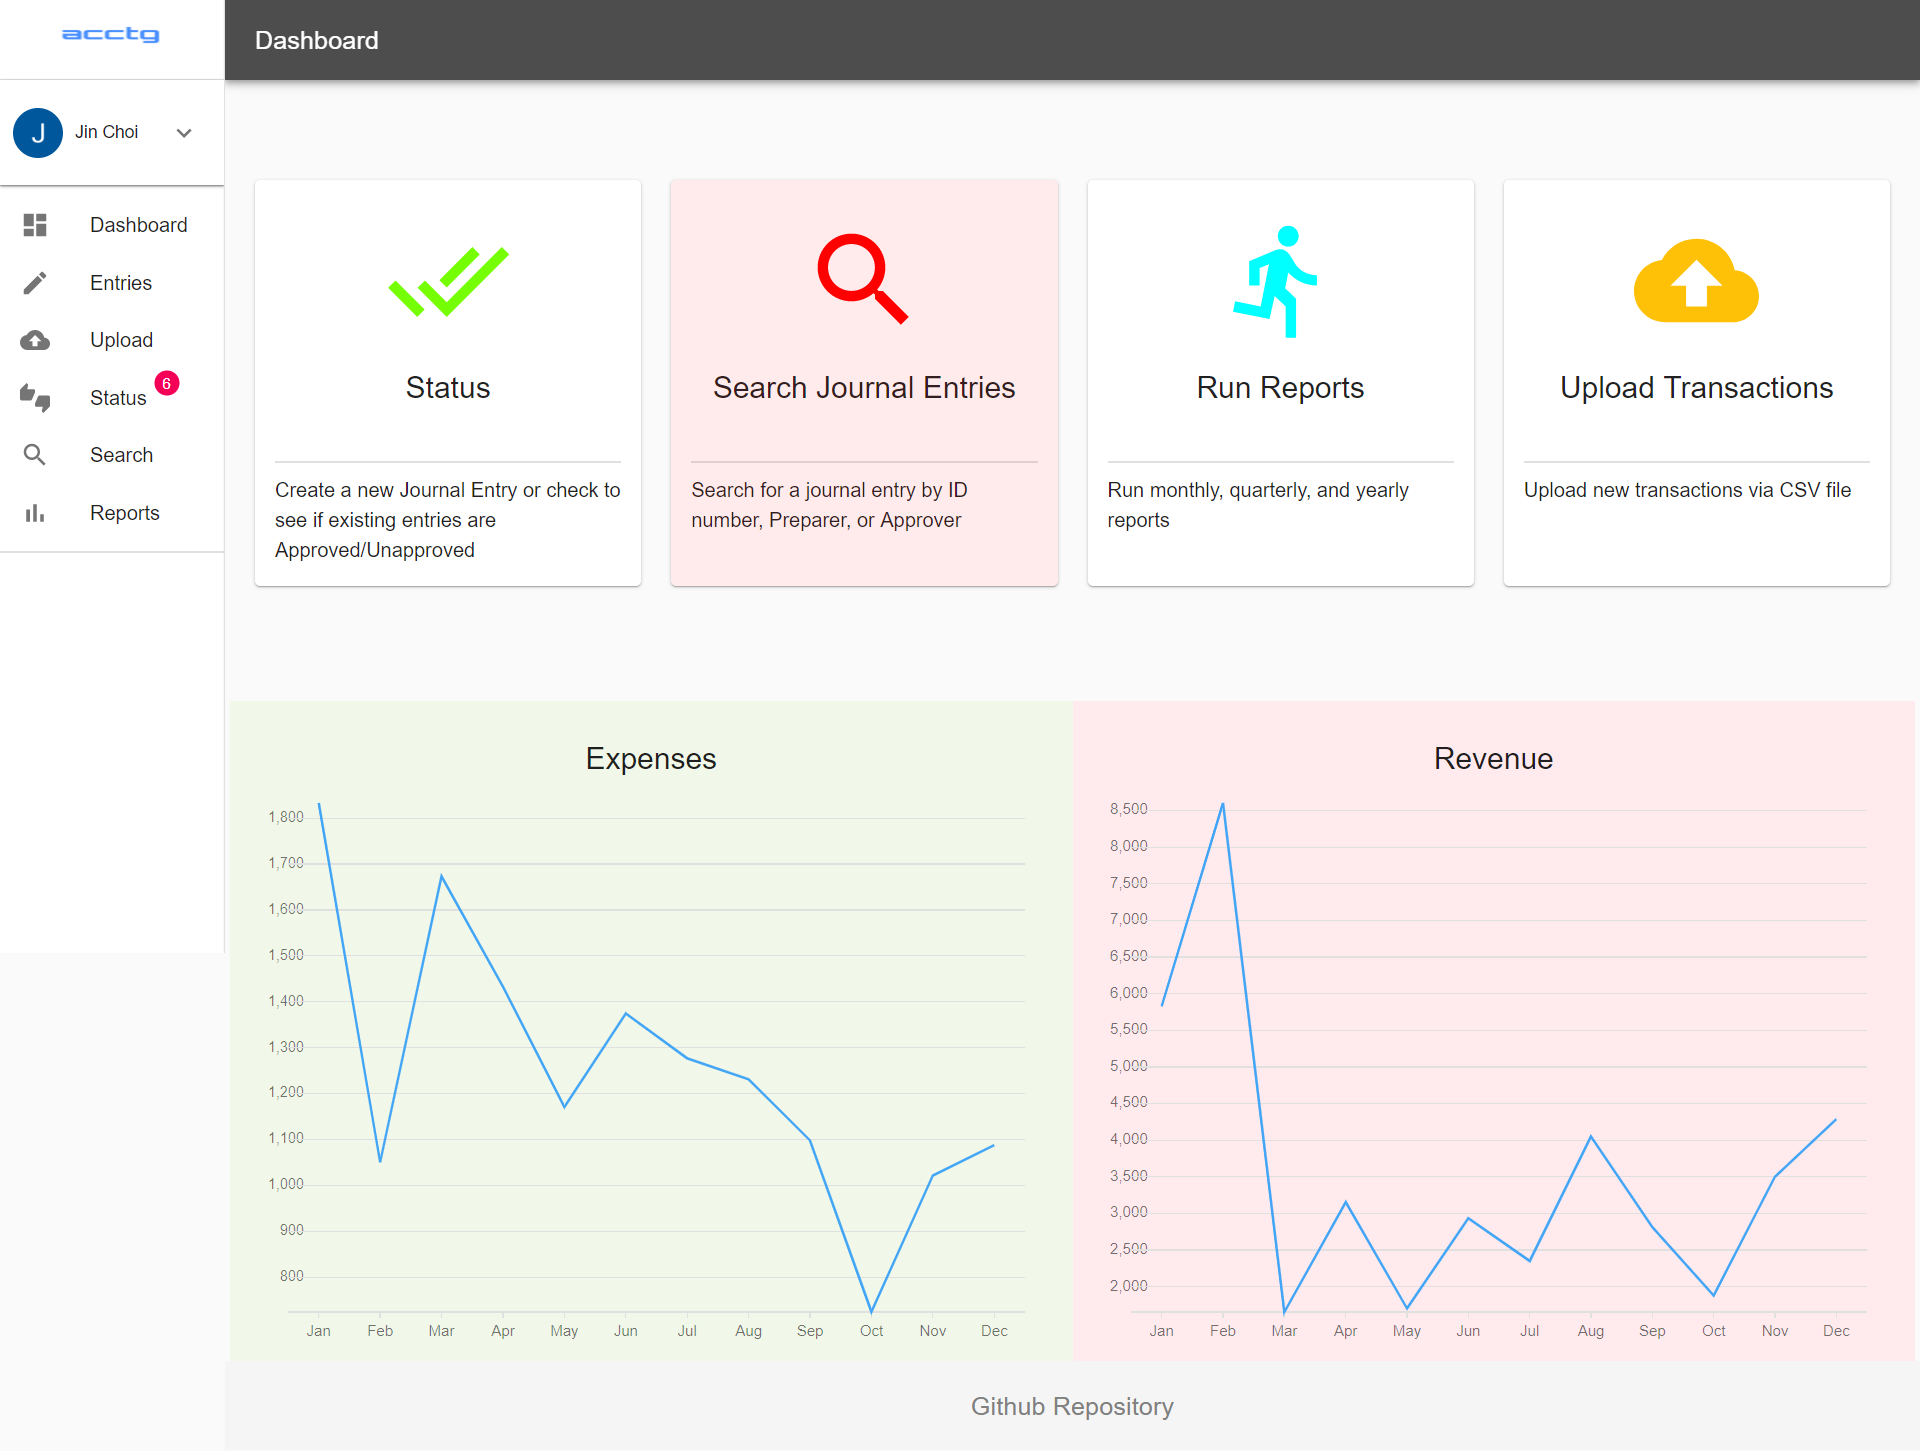 acctg
Dashboard
J
Jin Choi
Dashboard
Entries
Upload
Status
6
Search
Reports
Status
Create a new Journal Entry or check to
see if existing entries are
Approved/Unapproved
Search Journal Entries
Search for a journal entry by ID
number, Preparer, or Approver
Run Reports
Run monthly, quarterly, and yearly
reports
Upload Transactions
Upload new transactions via CSV file
Expenses
1,800
1,700
1,600
1,500
1,400
1,300
1,200
1,100
1,000
900
800
Jan Feb Mar Apr May Jun Jul Aug Sep Oct Nov Dec
Revenue
8,500
8,000
7,500
7,000
6,500
6,000
5,500
5,000
4,500
4,000
3,500
3,000
2,500
2,000
Jan Feb Mar Apr May Jun Jul Aug Sep Oct Nov Dec
Github Repository